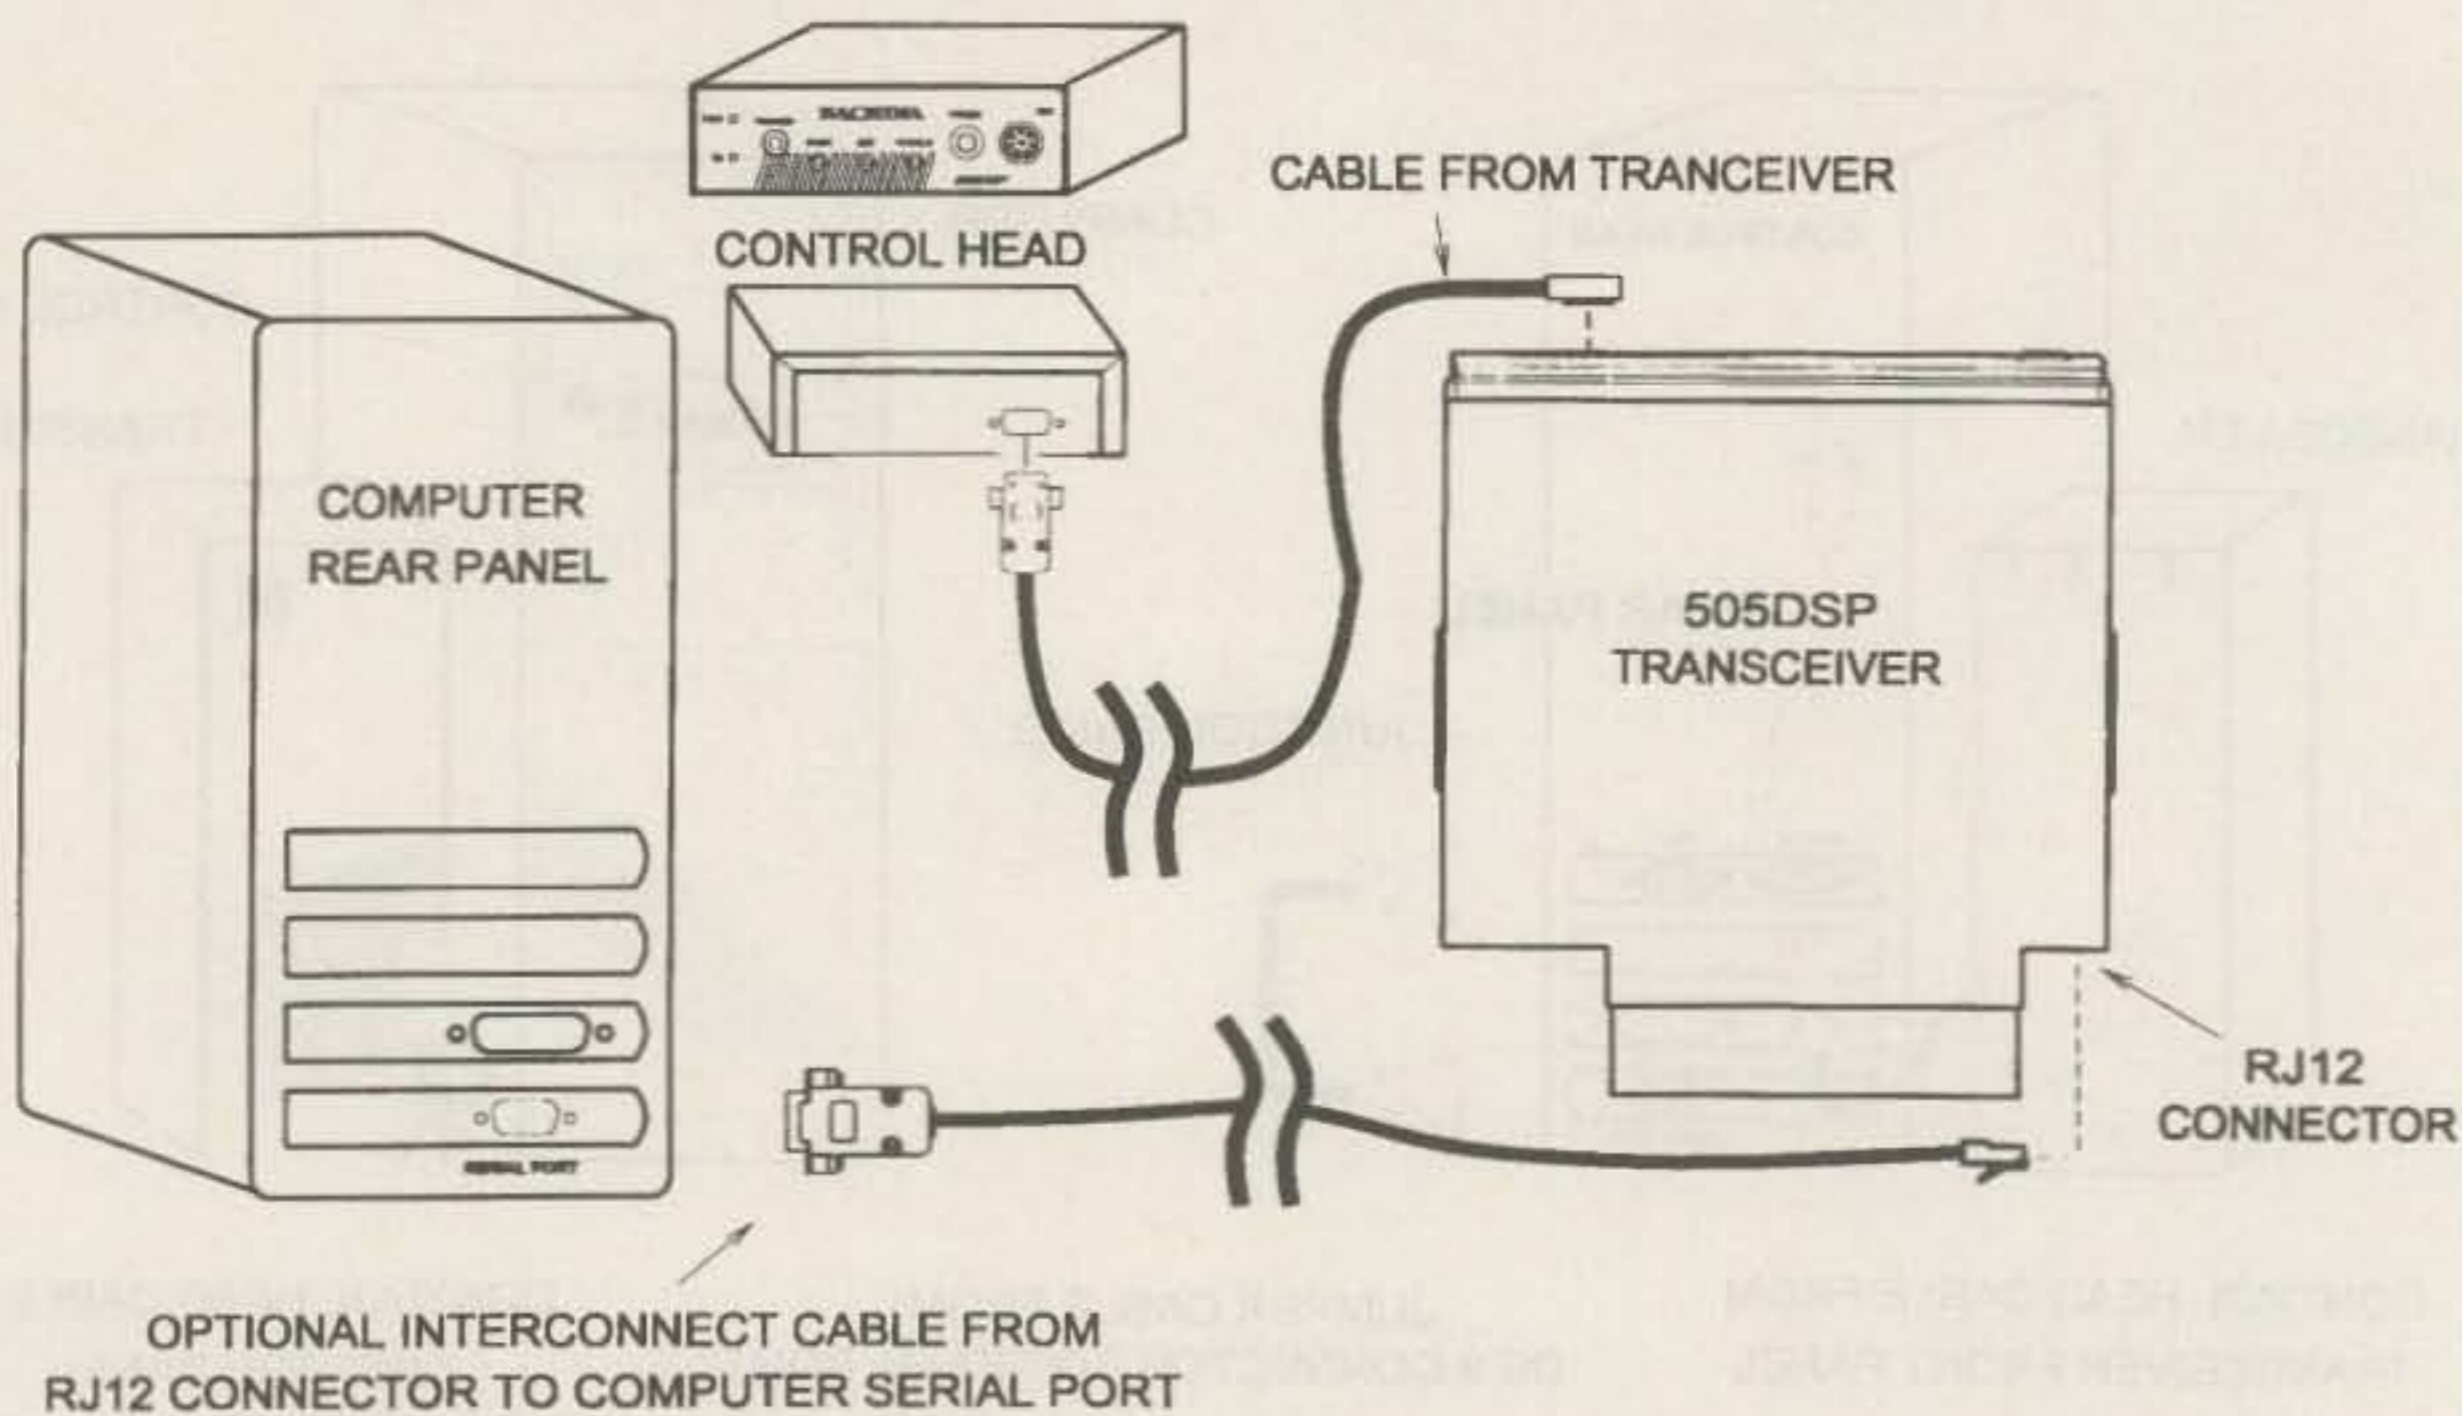 CONTROL HEAD
CABLE FROM TRANCEIVER
COMPUTER
REAR PANEL
505DSP
TRANSCEIVER
RJ12
CONNECTOR
SERIAL PORT
OPTIONAL INTERCONNECT CABLE FROM
RJ12 CONNECTOR TO COMPUTER SERIAL PORT